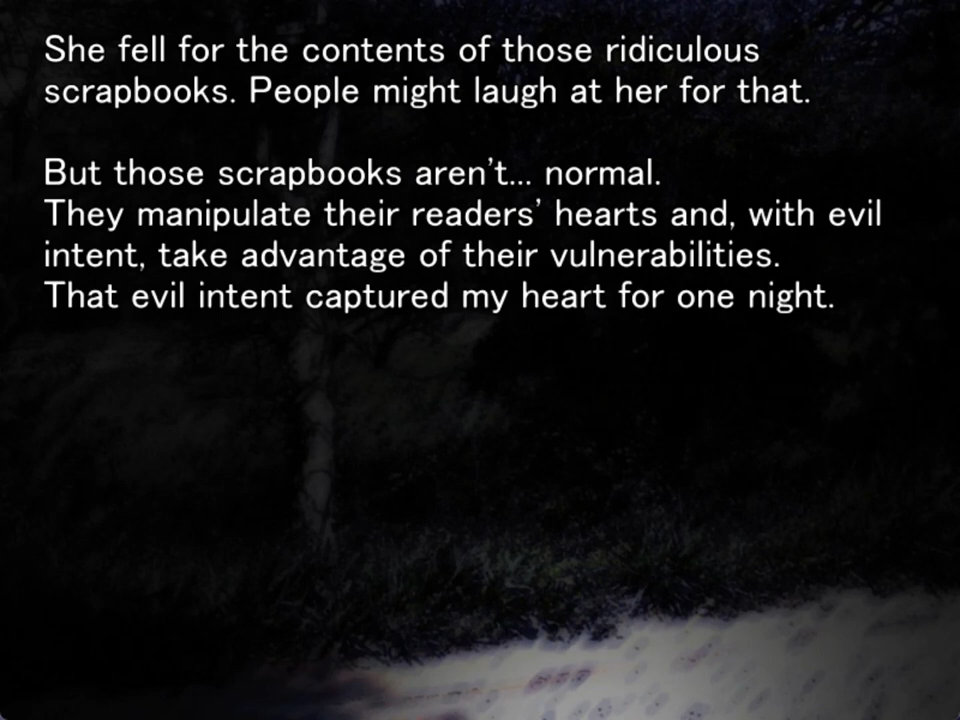 She fell for the contents of those ridiculous
scrapbooks. People might laugh at her for that.
But those scrapbooks aren't... normal.
They manipulate their readers' hearts and, with evil
intent, take advantage of their vulnerabilities.
That evil intent captured my heart for one night.